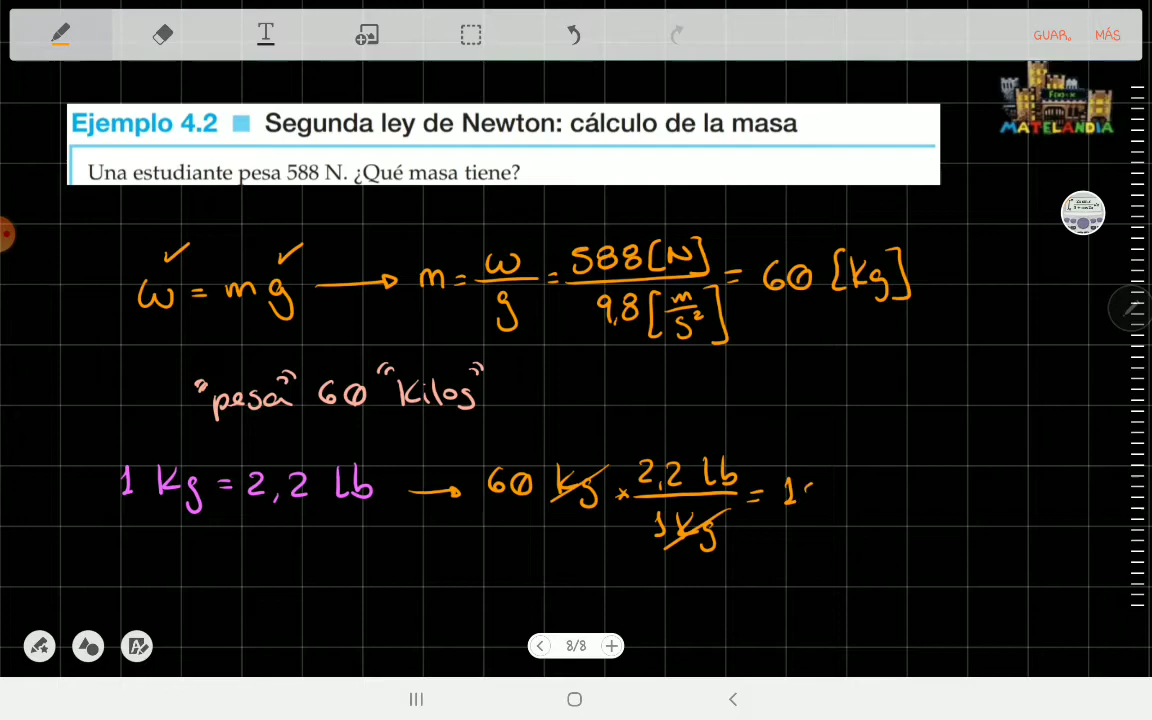 T
GUAR. MÁS
MATELANDIA
Ejemplo 4.2 ■ Segunda ley de Newton: cálculo de la masa
Una estudiante pesa 588 N. ¿Qué masa tiene?
ω = m g → m = ω/g = 588 [N] / 9,8 [m/s²] = 60 [Kg]
"pesa" 60 "Kilos"
1 Kg = 2,2 Lb → 60 Kg * 2,2 Lb / 1 Kg = 1
8/8